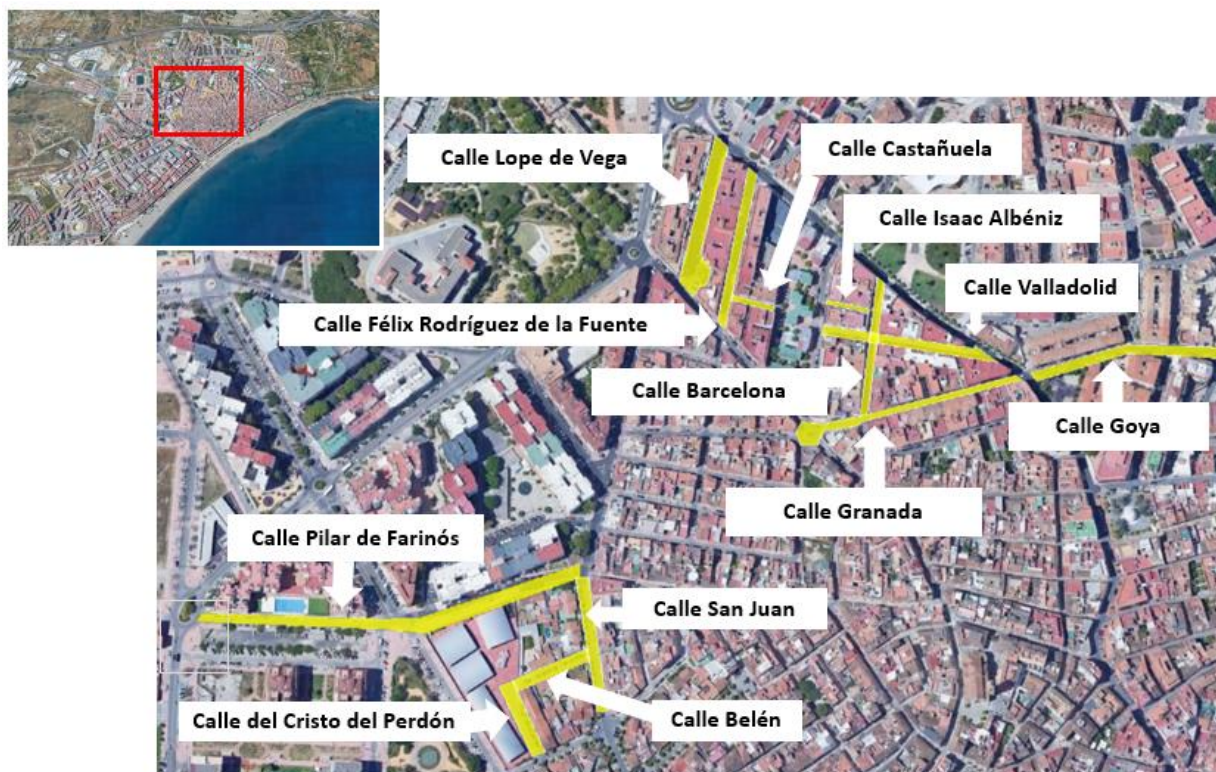 Calle Lope de Vega
Calle Castañuela
Calle Isaac Albéniz
Calle Valladolid
Calle Félix Rodríguez de la Fuente
Calle Barcelona
Calle Goya
Calle Granada
Calle Pilar de Farinós
Calle San Juan
Calle del Cristo del Perdón
Calle Belén